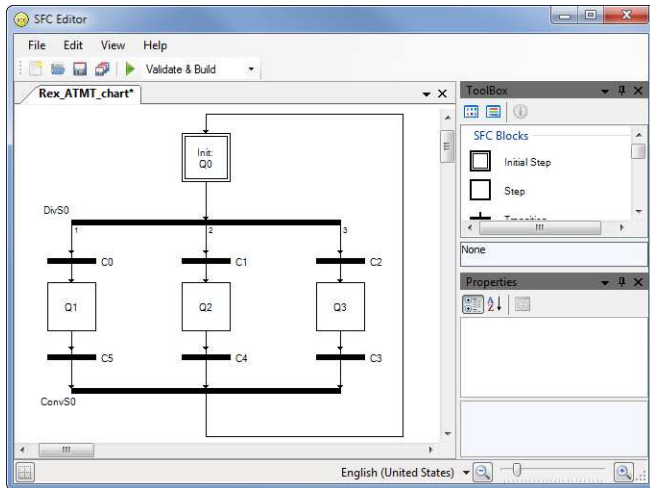 SFC Editor
File Edit View Help
Validate & Build
Rex_ATMT_chart*
ToolBox
SFC Blocks
Initial Step
Step
Transition
None
Properties
Init:
Q0
DivS0
1 2 3
C0 C1 C2
Q1 Q2 Q3
C5 C4 C3
ConvS0
English (United States)